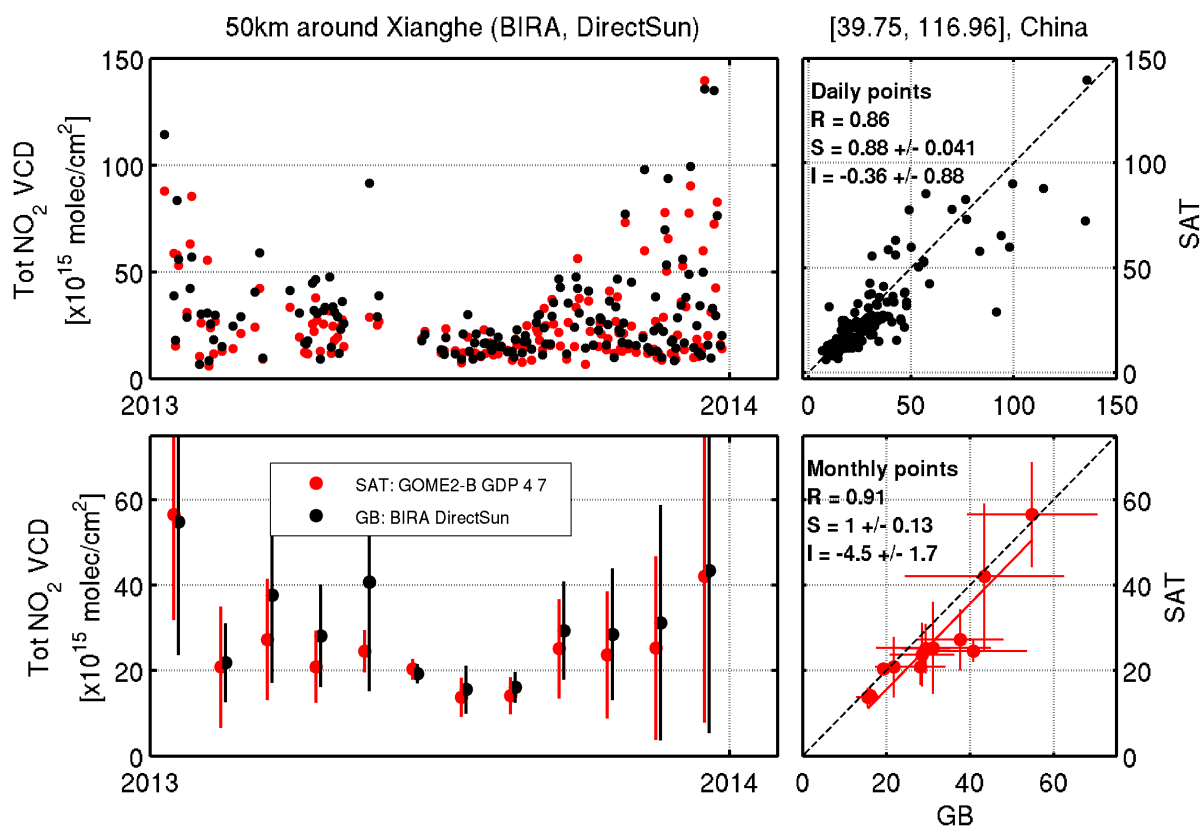 50km around Xianghe (BIRA, DirectSun)
[39.75, 116.96], China
Tot NO2 VCD
[x10^15 molec/cm^2]
150
100
50
0
2013
2014
Daily points
R = 0.86
S = 0.88 +/- 0.041
I = -0.36 +/- 0.88
150
100
50
0
SAT
0
50
100
150
Tot NO2 VCD
[x10^15 molec/cm^2]
60
40
20
0
2013
2014
SAT: GOME2-B GDP 4 7
GB: BIRA DirectSun
Monthly points
R = 0.91
S = 1 +/- 0.13
I = -4.5 +/- 1.7
60
40
20
0
SAT
0
20
40
60
GB